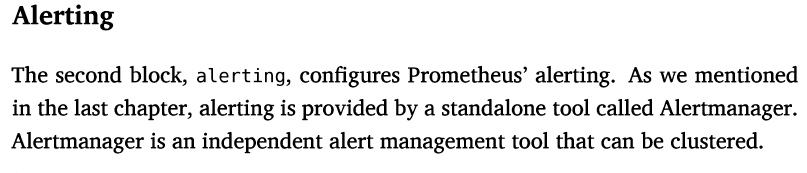 Alerting
The second block, alerting, configures Prometheus’ alerting. As we mentioned
in the last chapter, alerting is provided by a standalone tool called Alertmanager.
Alertmanager is an independent alert management tool that can be clustered.